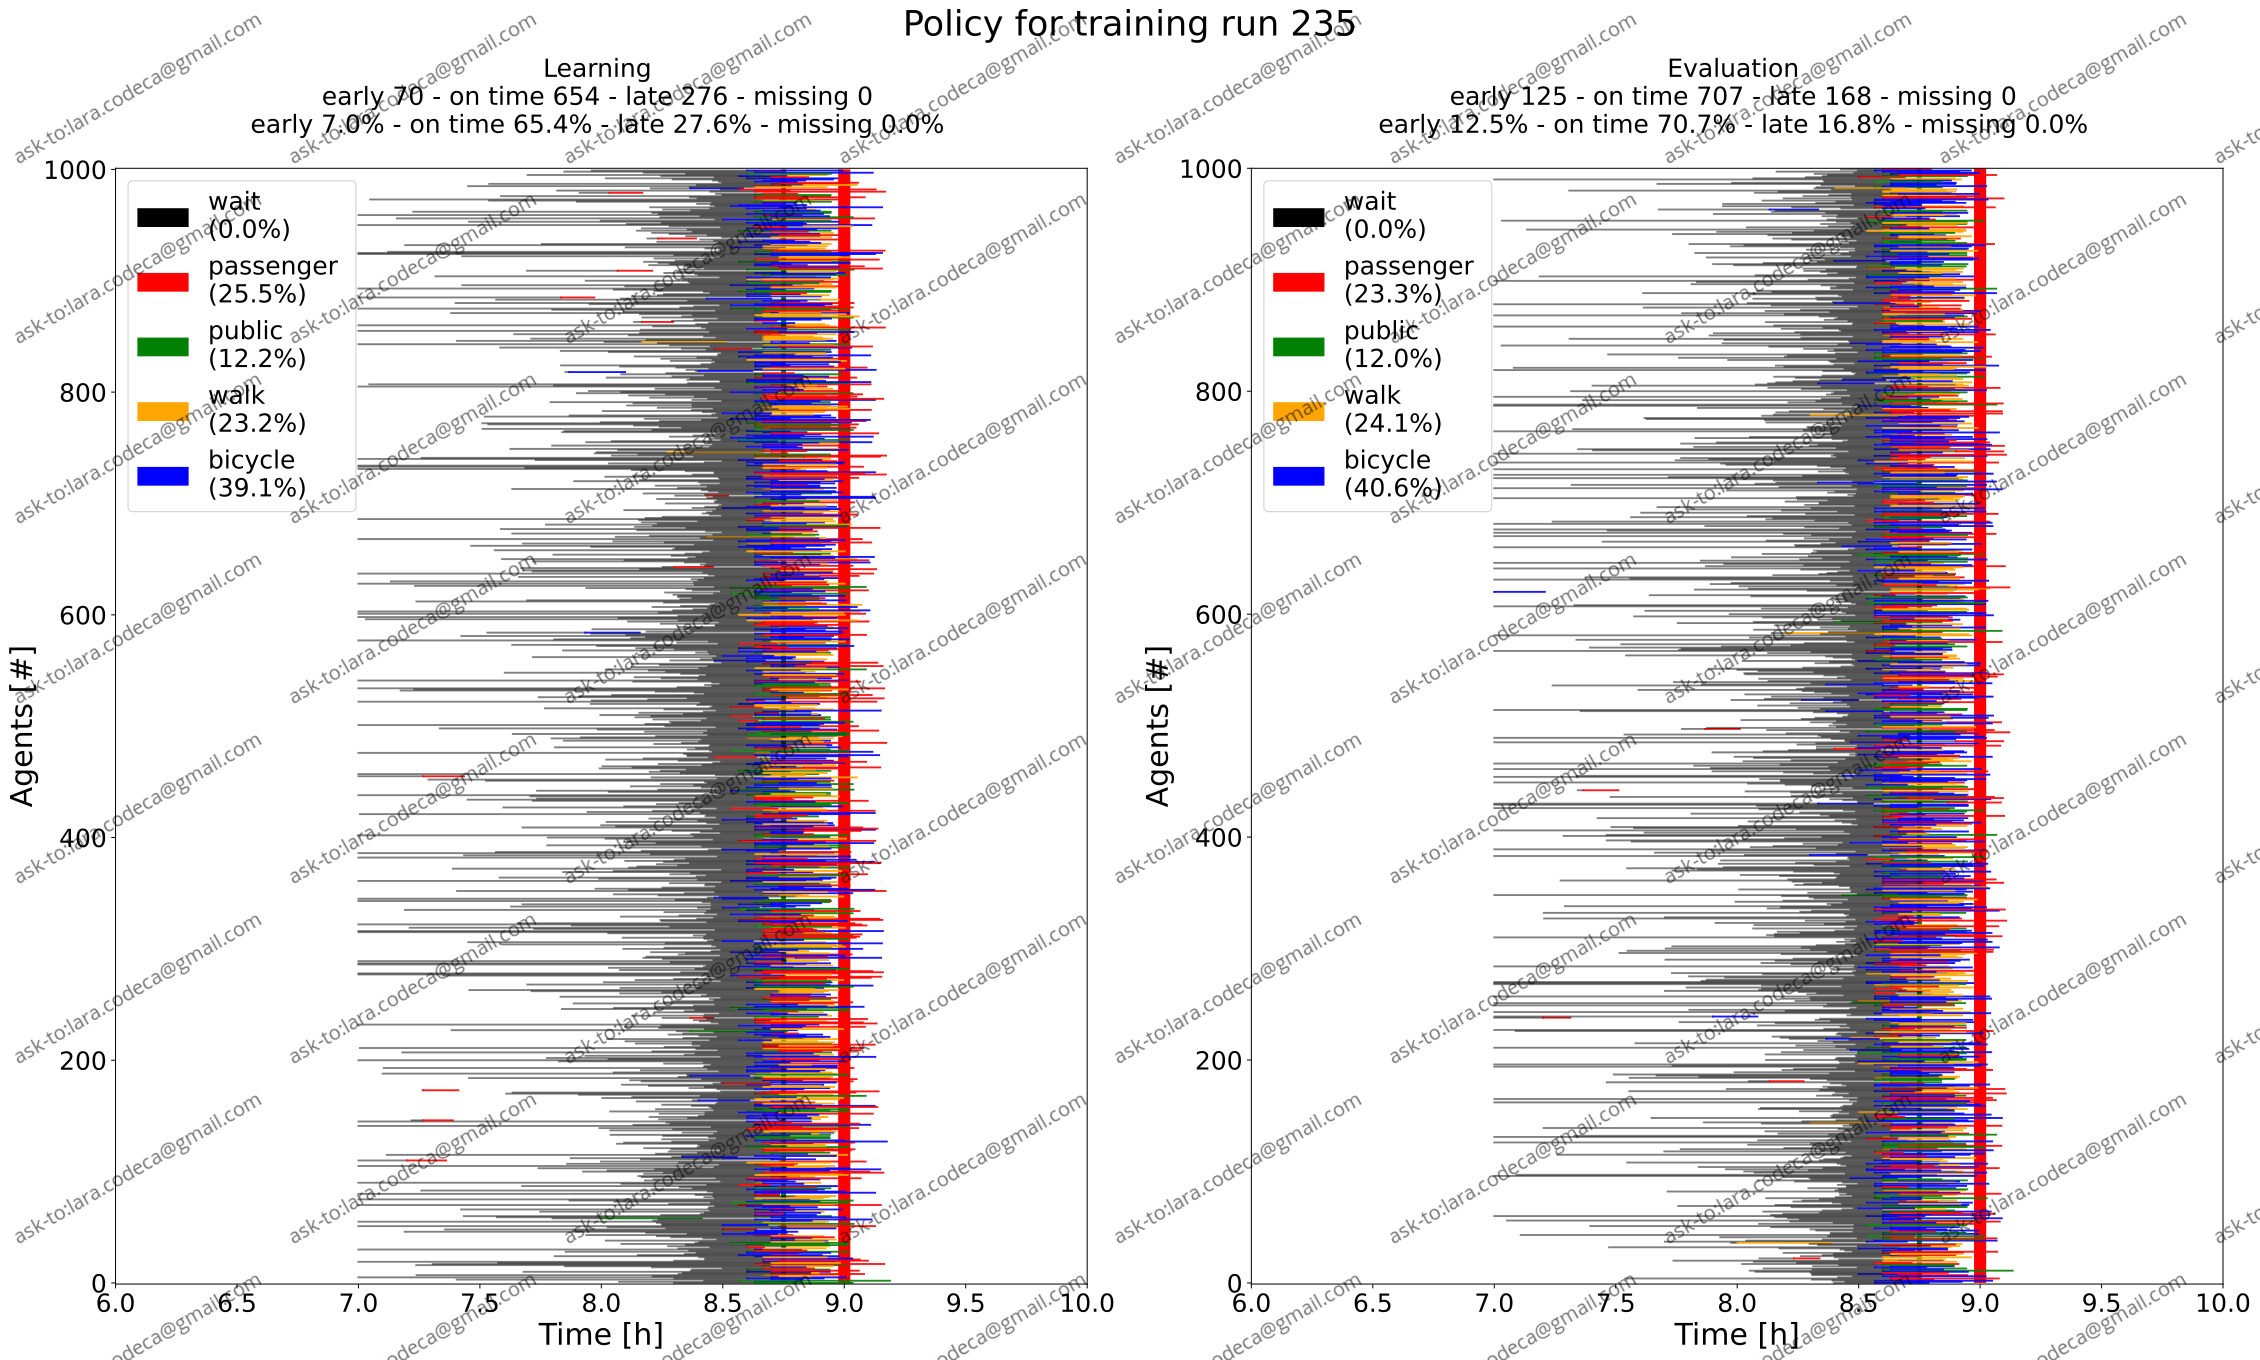 Policy for training run 235
Learning
early 70 - on time 654 - late 276 - missing 0
early 7.0% - on time 65.4% - late 27.6% - missing 0.0%
1000
800
600
400
200
0
Agents [#]
wait
(0.0%)
passenger
(25.5%)
public
(12.2%)
walk
(23.2%)
bicycle
(39.1%)
6.0 6.5 7.0 7.5 8.0 8.5 9.0 9.5 10.0
Time [h]
Evaluation
early 125 - on time 707 - late 168 - missing 0
early 12.5% - on time 70.7% - late 16.8% - missing 0.0%
1000
800
600
400
200
0
Agents [#]
wait
(0.0%)
passenger
(23.3%)
public
(12.0%)
walk
(24.1%)
bicycle
(40.6%)
6.0 6.5 7.0 7.5 8.0 8.5 9.0 9.5 10.0
Time [h]
ask-to:lara.codeca@gmail.com